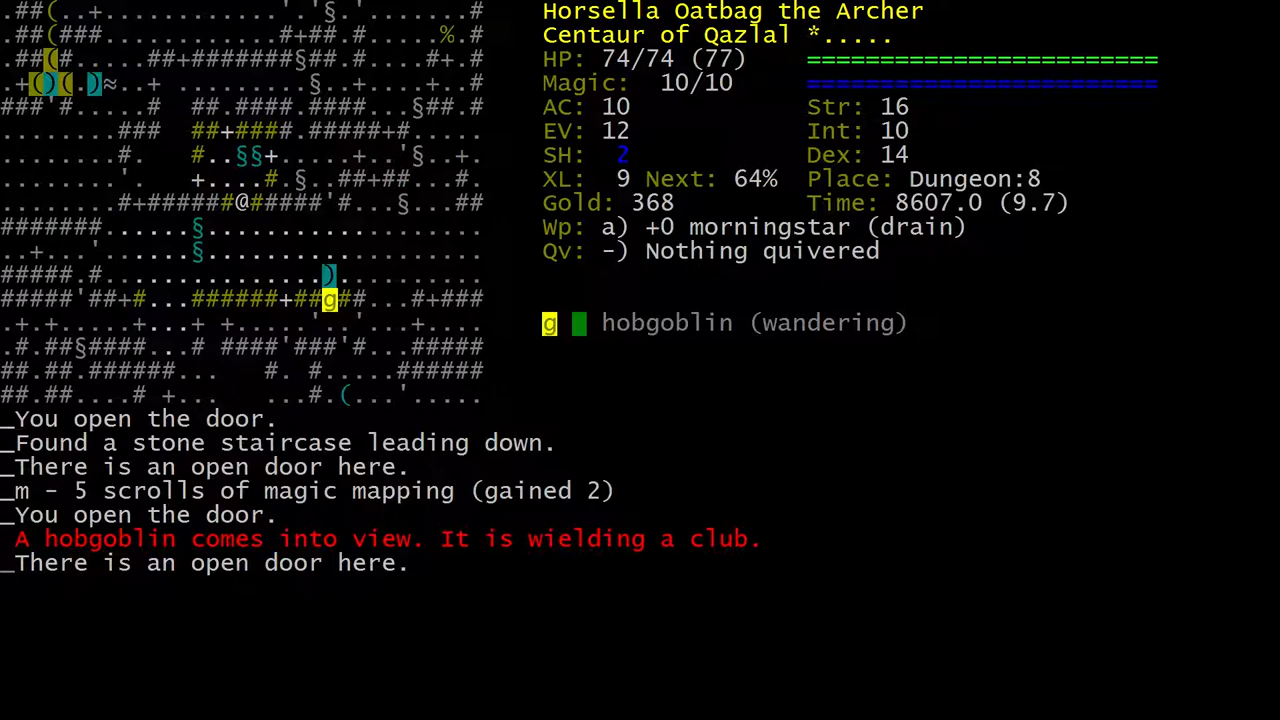 Horsella Oatbag the Archer
Centaur of Qazlal *.....
HP: 74/74 (77) ========================
Magic: 10/10 ========================
AC: 10 Str: 16
EV: 12 Int: 10
SH: 2 Dex: 14
XL: 9 Next: 64% Place: Dungeon:8
Gold: 368 Time: 8607.0 (9.7)
Wp: a) +0 morningstar (drain)
Qv: -) Nothing quivered
g hobgoblin (wandering)
_You open the door.
_Found a stone staircase leading down.
_There is an open door here.
_m - 5 scrolls of magic mapping (gained 2)
_You open the door.
A hobgoblin comes into view. It is wielding a club.
_There is an open door here.